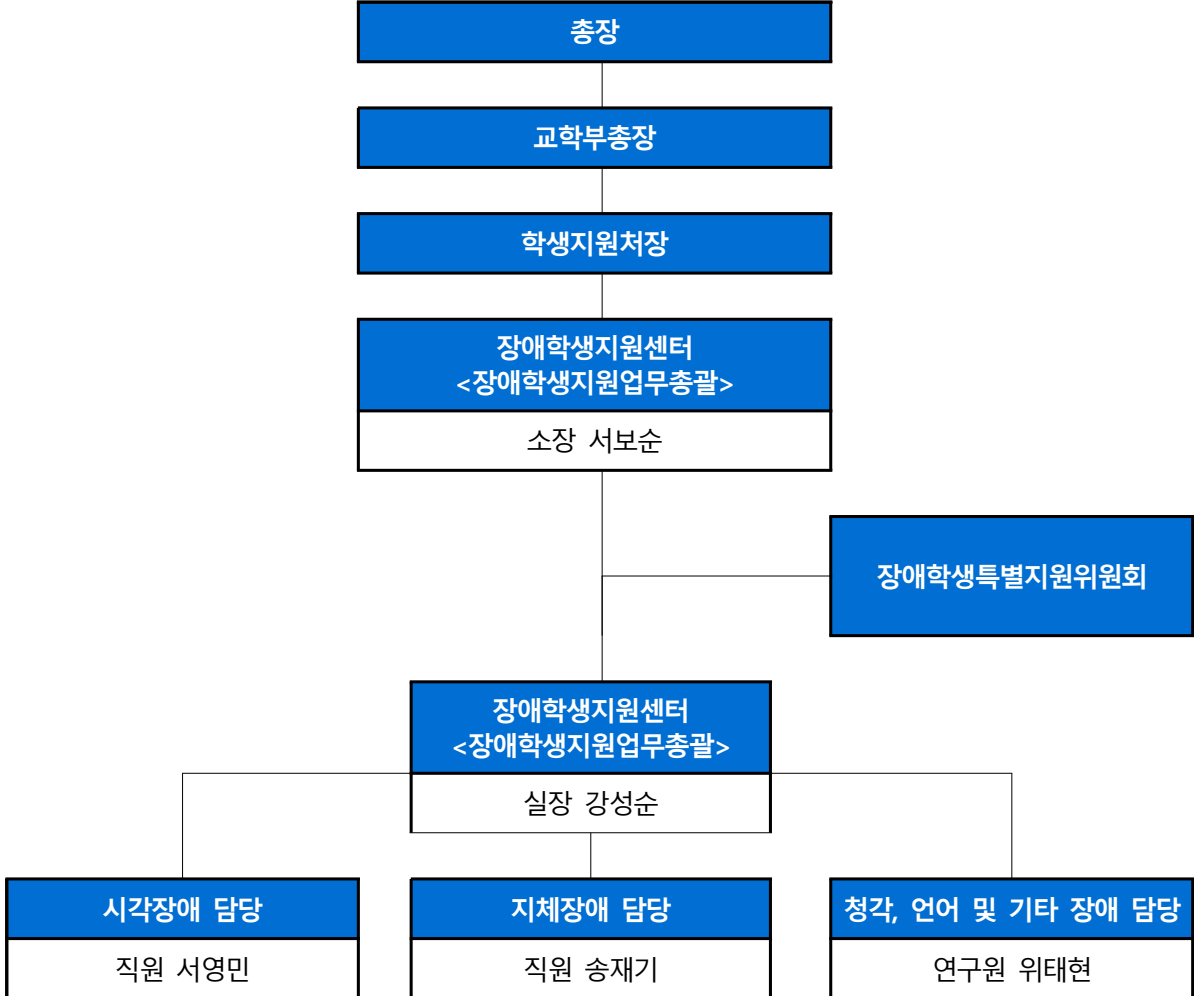 총장
교학부총장
학생지원처장
장애학생지원센터
<장애학생지원업무총괄>
소장 서보순
장애학생특별지원위원회
장애학생지원센터
<장애학생지원업무총괄>
실장 강성순
시각장애 담당
직원 서영민
지체장애 담당
직원 송재기
청각, 언어 및 기타 장애 담당
연구원 위태현